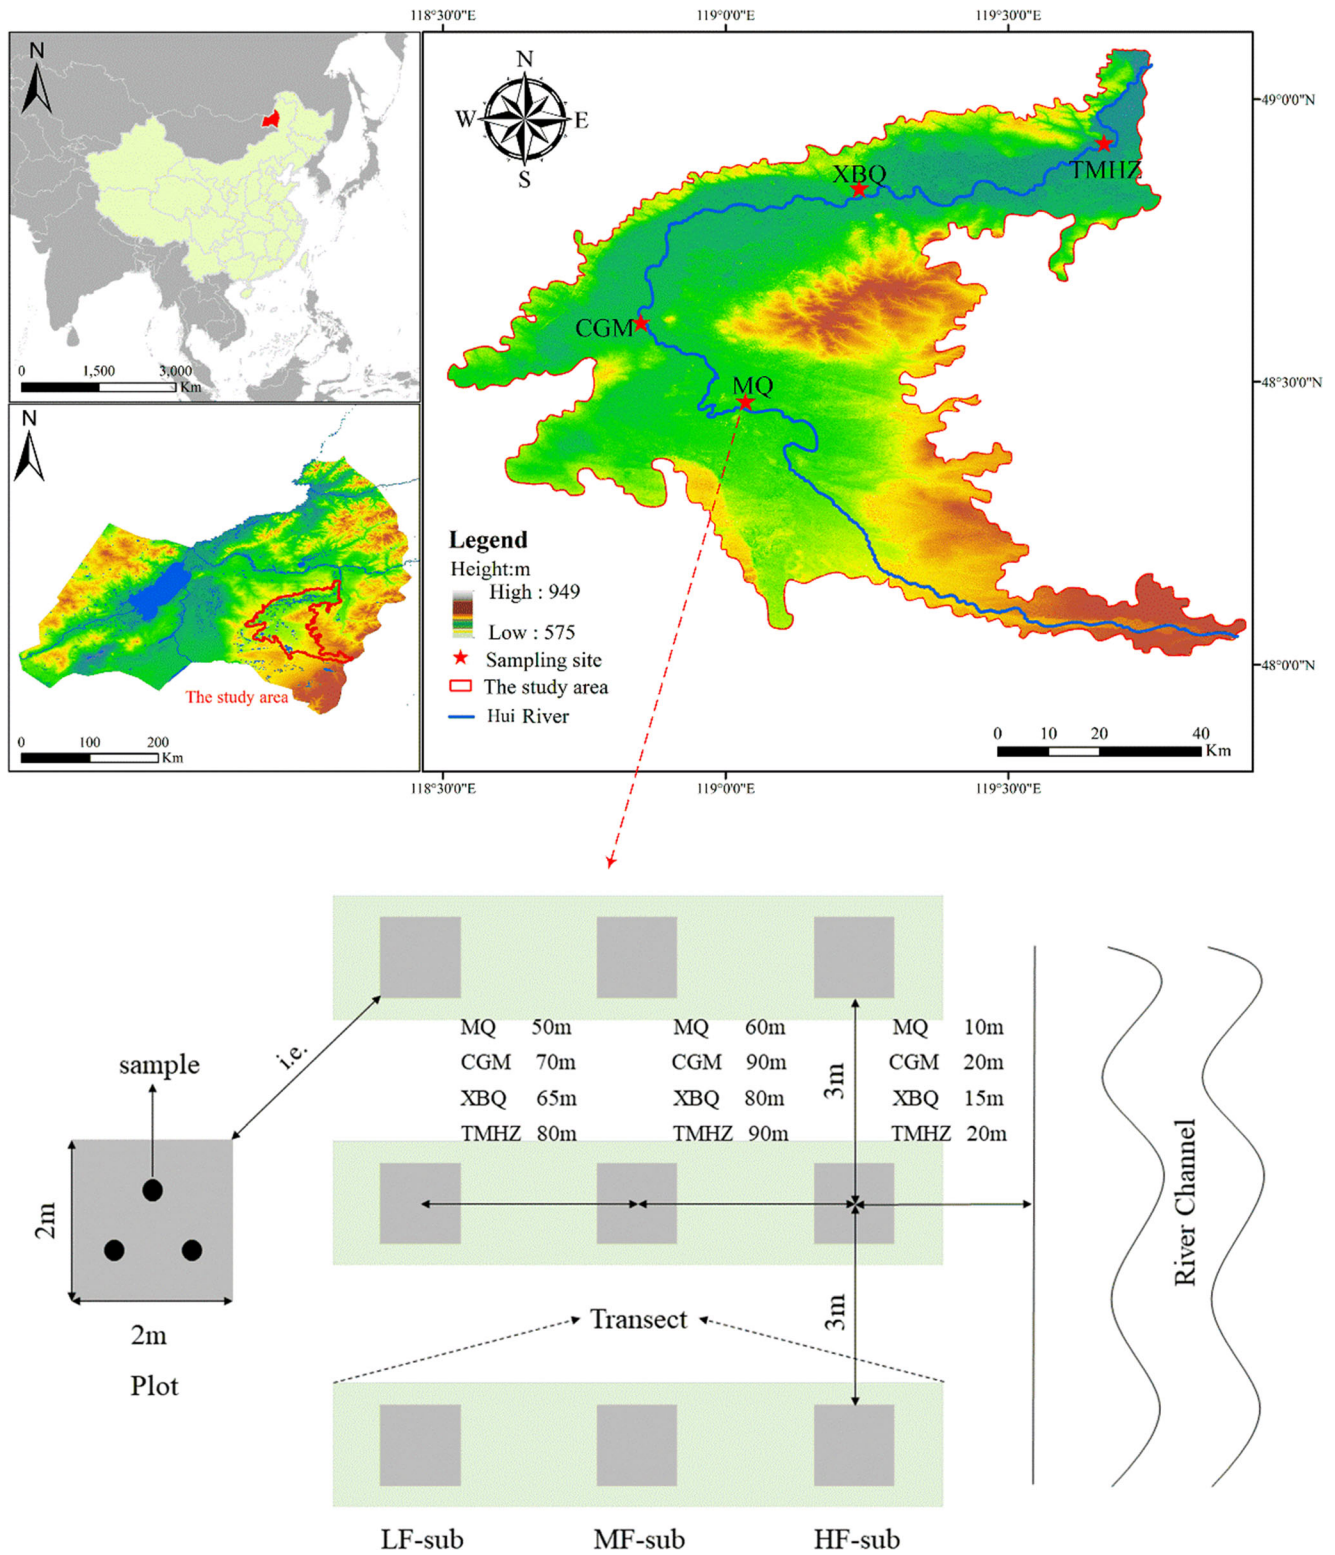 118°30'0"E 119°0'0"E 119°30'0"E
N
0 1,500 3,000
Km
N
The study area
0 100 200
Km
N
W E
S
XBQ
TMHZ
CGM
MQ
49°0'0"N
48°30'0"N
48°0'0"N
Legend
Height:m
High : 949
Low : 575
Sampling site
The study area
Hui River
0 10 20 40
Km
118°30'0"E 119°0'0"E 119°30'0"E
MQ 50m MQ 60m MQ 10m
CGM 70m CGM 90m CGM 20m
XBQ 65m XBQ 80m XBQ 15m
TMHZ 80m TMHZ 90m TMHZ 20m
3m
3m
i.e.
sample
2m
2m
Plot
Transect
River Channel
LF-sub MF-sub HF-sub